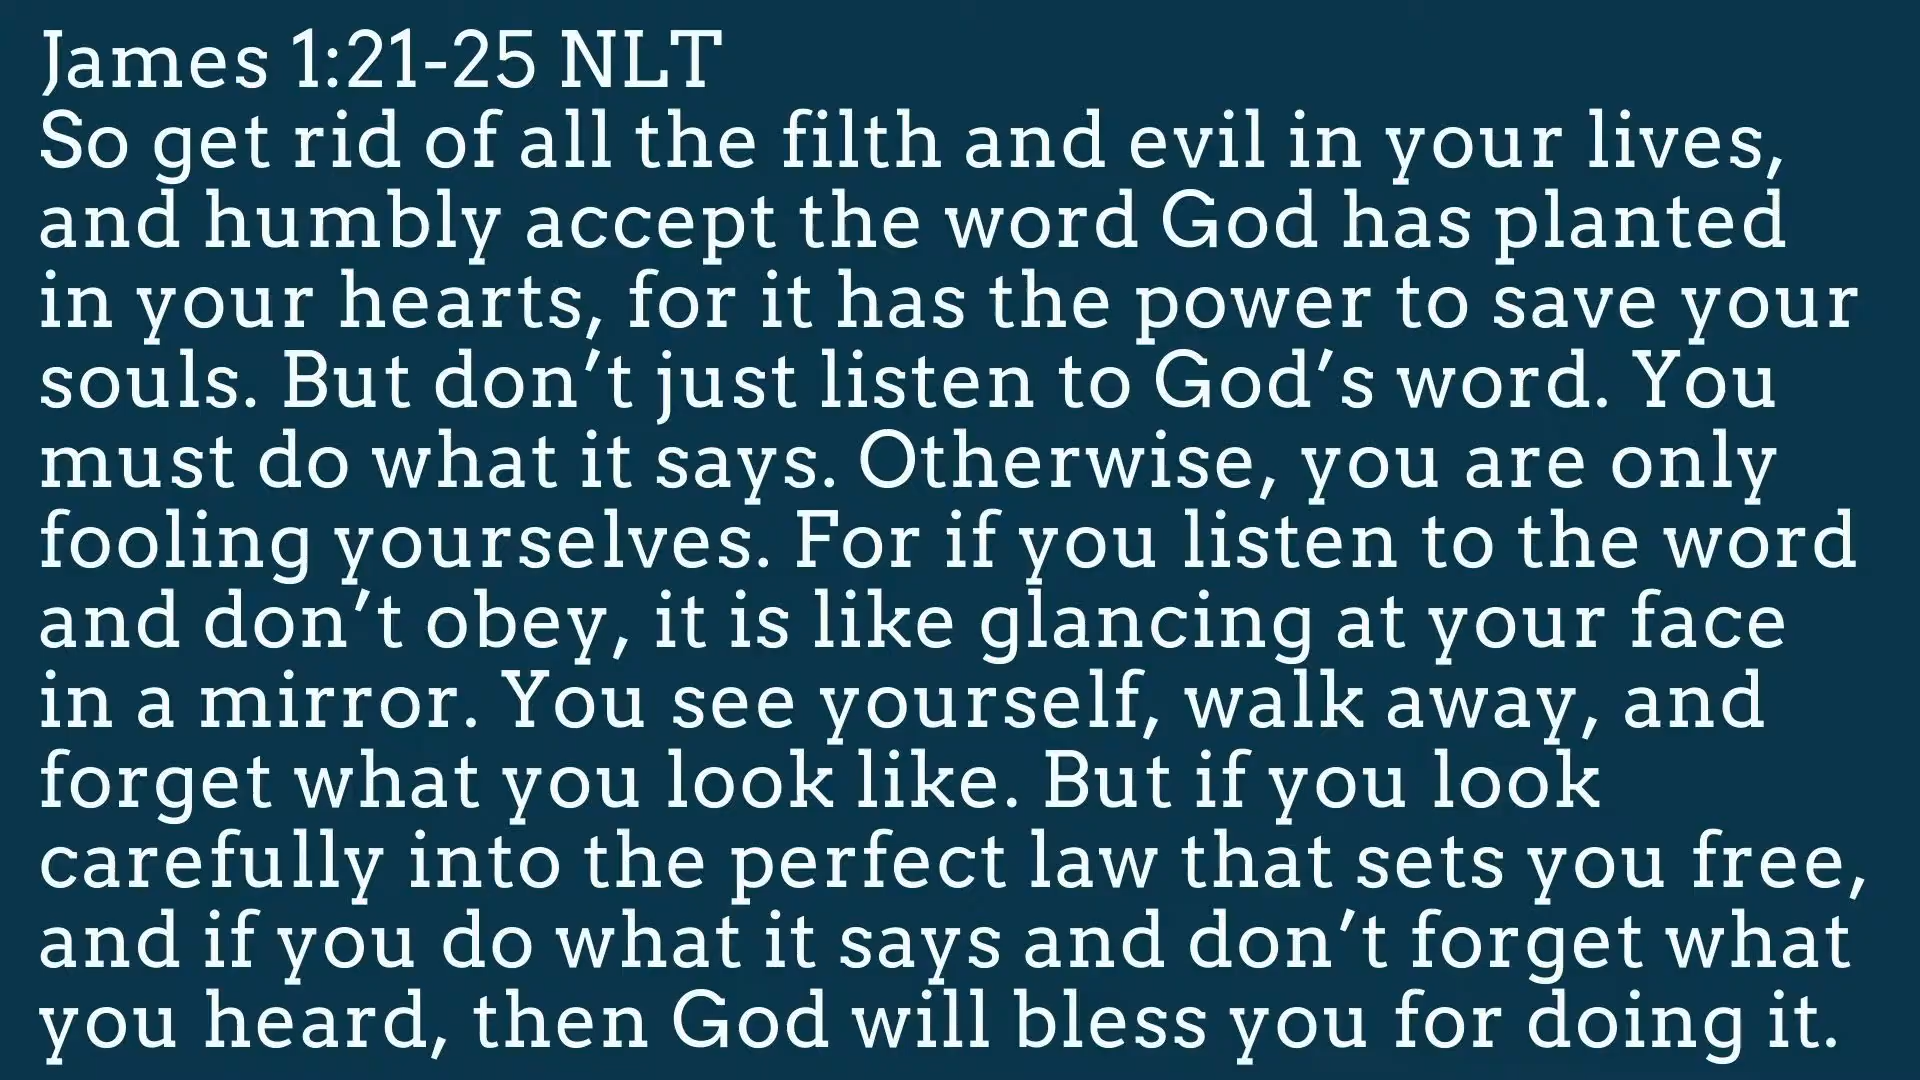 James 1:21-25 NLT
So get rid of all the filth and evil in your lives,
and humbly accept the word God has planted
in your hearts, for it has the power to save your
souls. But don’t just listen to God’s word. You
must do what it says. Otherwise, you are only
fooling yourselves. For if you listen to the word
and don’t obey, it is like glancing at your face
in a mirror. You see yourself, walk away, and
forget what you look like. But if you look
carefully into the perfect law that sets you free,
and if you do what it says and don’t forget what
you heard, then God will bless you for doing it.